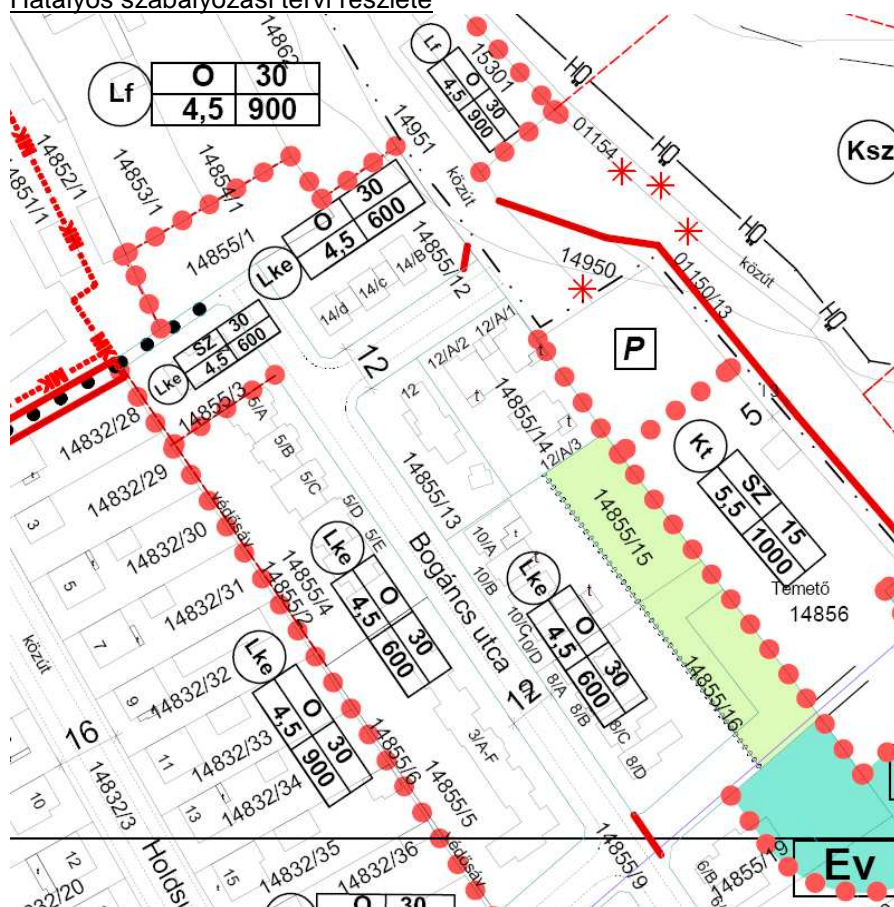 Hatályos szabályozási tervi részlete
14862
Lf
O 30
4,5 900
Lf
O 30
4,5 900
15301
01154
Ksz
14951
közút
14852/1
14851/1
14853/1
14854/1
14855/1
Lke
O 30
4,5 600
14855/12
14/d
14/c
14/B
14950
01150/13
közút
Lke
SZ 30
4,5 600
12
12/A/2
12/A/1
P
14855/3
14832/28
5/A
12
14855/14
12/A/3
Kt
SZ 15
5,5 1000
5
14832/29
5/B
5/C
3
14832/30
Védősáv
5/D
5/E
14855/13
14855/15
10/A
10/B
10/C
10/D
Lke
O 30
4,5 600
5
14832/31
14855/2
14855/4
Lke
O 30
4,5 600
Bogáncs utca
Temető
14856
7
közút
14832/32
Lke
O 30
4,5 900
8/A
8/B
8/C
8/D
14855/16
9
16
14832/33
11
14832/34
13
14855/6
3/A-F
14855/5
10
14832/3
14832/35
14832/36
15
Védősáv
14855/9
6/B
Ev
12
14832/20
O 30